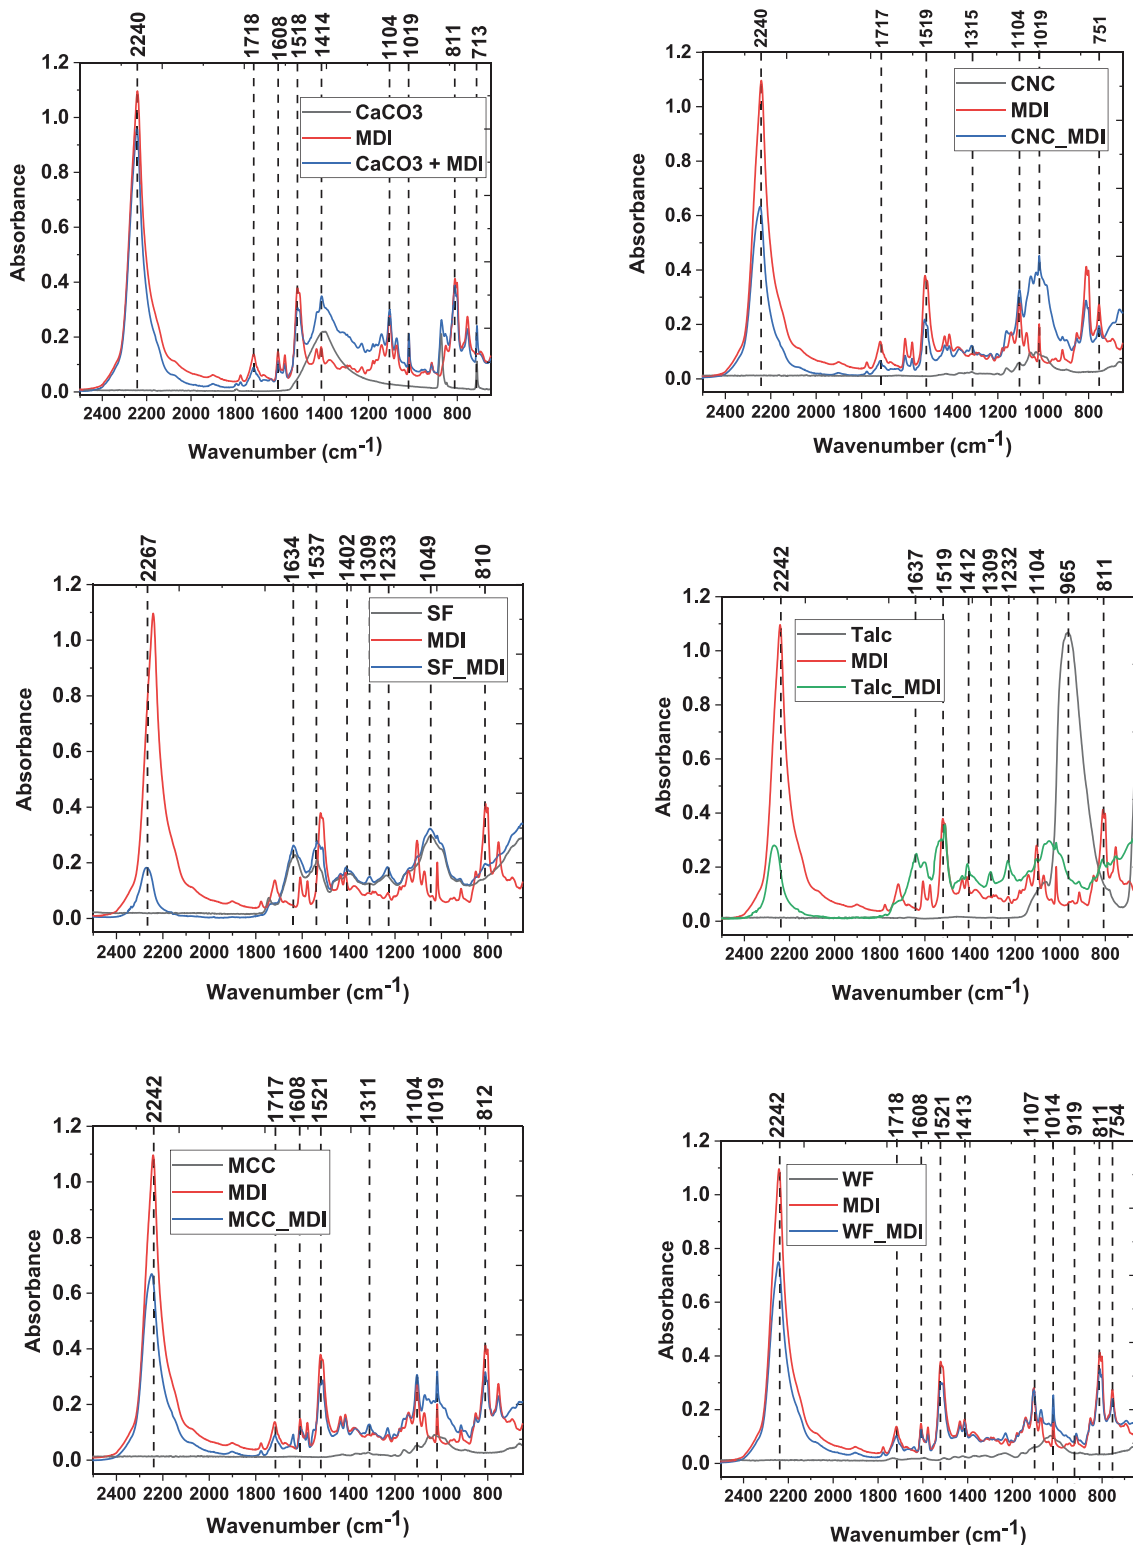 2240 1718 1608 1518 1414 1104 1019 811 713
1.2
1.0
0.8
0.6
0.4
0.2
0.0
Absorbance
CaCO3
MDI
CaCO3 + MDI
2400 2200 2000 1800 1600 1400 1200 1000 800
Wavenumber (cm-1)
2240 1717 1519 1315 1104 1019 751
1.2
1.0
0.8
0.6
0.4
0.2
0.0
Absorbance
CNC
MDI
CNC_MDI
2400 2200 2000 1800 1600 1400 1200 1000 800
Wavenumber (cm-1)
2267 1634 1537 1402 1309 1233 1049 810
1.2
1.0
0.8
0.6
0.4
0.2
0.0
Absorbance
SF
MDI
SF_MDI
2400 2200 2000 1800 1600 1400 1200 1000 800
Wavenumber (cm-1)
2242 1637 1519 1412 1309 1232 1104 965 811
1.2
1.0
0.8
0.6
0.4
0.2
0.0
Absorbance
Talc
MDI
Talc_MDI
2400 2200 2000 1800 1600 1400 1200 1000 800
Wavenumber (cm-1)
2242 1717 1608 1521 1311 1104 1019 812
1.2
1.0
0.8
0.6
0.4
0.2
0.0
Absorbance
MCC
MDI
MCC_MDI
2400 2200 2000 1800 1600 1400 1200 1000 800
Wavenumber (cm-1)
2242 1718 1608 1521 1413 1107 1014 919 811 754
1.2
1.0
0.8
0.6
0.4
0.2
0.0
Absorbance
WF
MDI
WF_MDI
2400 2200 2000 1800 1600 1400 1200 1000 800
Wavenumber (cm-1)